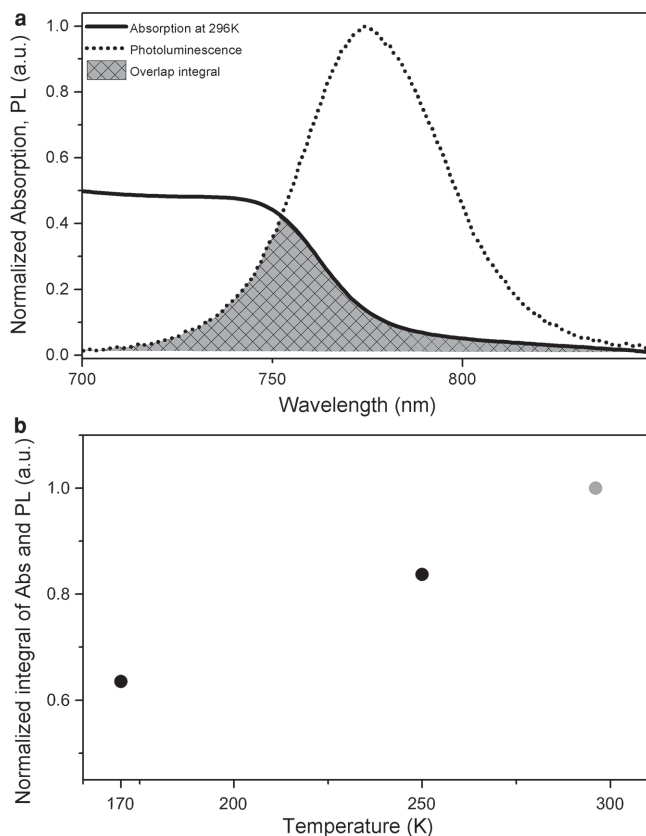 a
Absorption at 296K
Photoluminescence
Overlap integral
Normalized Absorption, PL (a.u.)
1.0
0.8
0.6
0.4
0.2
0.0
700
750
800
Wavelength (nm)
b
Normalized integral of Abs and PL (a.u.)
1.0
0.8
0.6
170
200
250
300
Temperature (K)